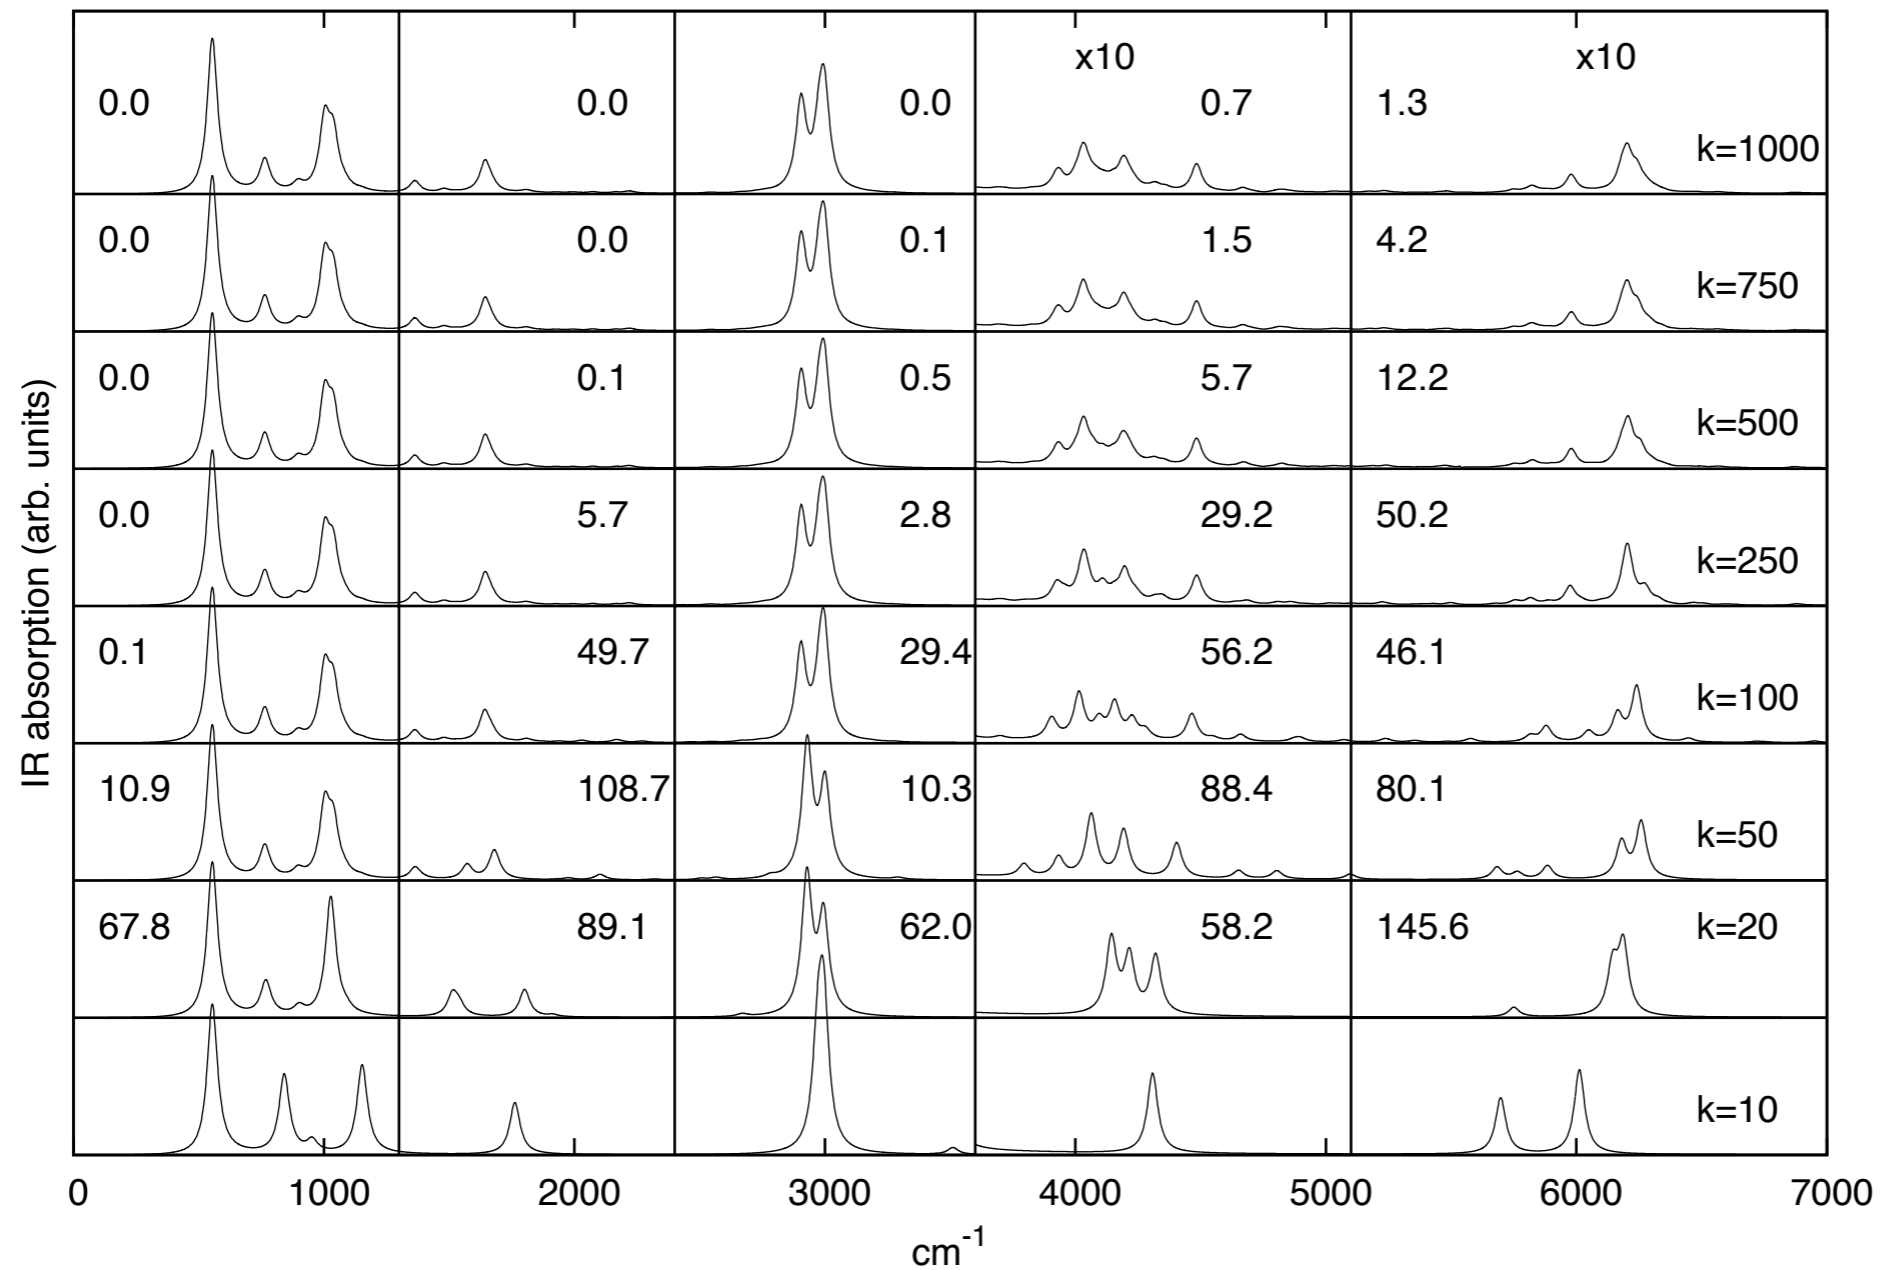 x10 x10
0.0 0.0 0.0 0.7 1.3
k=1000
0.0 0.0 0.1 1.5 4.2
k=750
0.0 0.1 0.5 5.7 12.2
k=500
0.0 5.7 2.8 29.2 50.2
k=250
0.1 49.7 29.4 56.2 46.1
k=100
10.9 108.7 10.3 88.4 80.1
k=50
67.8 89.1 62.0 58.2 145.6 k=20
k=10
IR absorption (arb. units)
0 1000 2000 3000 4000 5000 6000 7000
cm-1